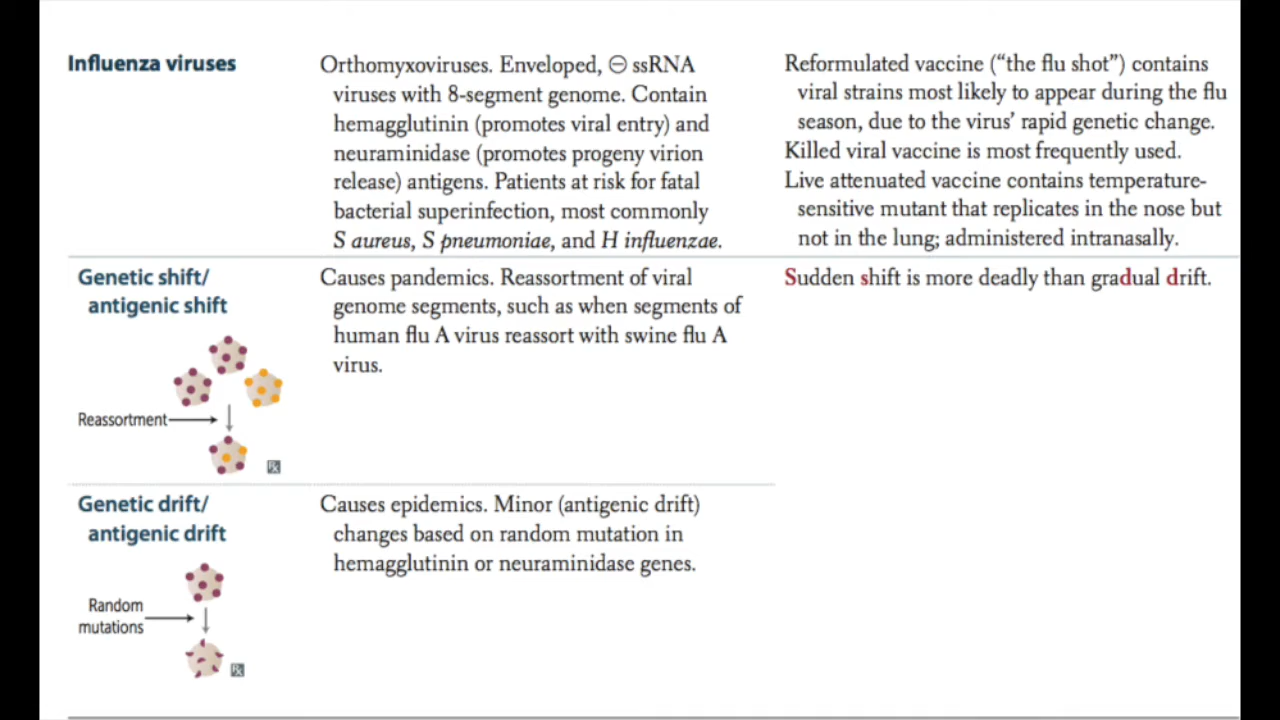 Influenza viruses
Orthomyxoviruses. Enveloped, ⊖ ssRNA
viruses with 8-segment genome. Contain
hemagglutinin (promotes viral entry) and
neuraminidase (promotes progeny virion
release) antigens. Patients at risk for fatal
bacterial superinfection, most commonly
S aureus, S pneumoniae, and H influenzae.
Reformulated vaccine (“the flu shot”) contains
viral strains most likely to appear during the flu
season, due to the virus’ rapid genetic change.
Killed viral vaccine is most frequently used.
Live attenuated vaccine contains temperature-
sensitive mutant that replicates in the nose but
not in the lung; administered intranasally.
Genetic shift/
antigenic shift
Reassortment
Rx
Causes pandemics. Reassortment of viral
genome segments, such as when segments of
human flu A virus reassort with swine flu A
virus.
Sudden shift is more deadly than gradual drift.
Genetic drift/
antigenic drift
Random
mutations
Rx
Causes epidemics. Minor (antigenic drift)
changes based on random mutation in
hemagglutinin or neuraminidase genes.